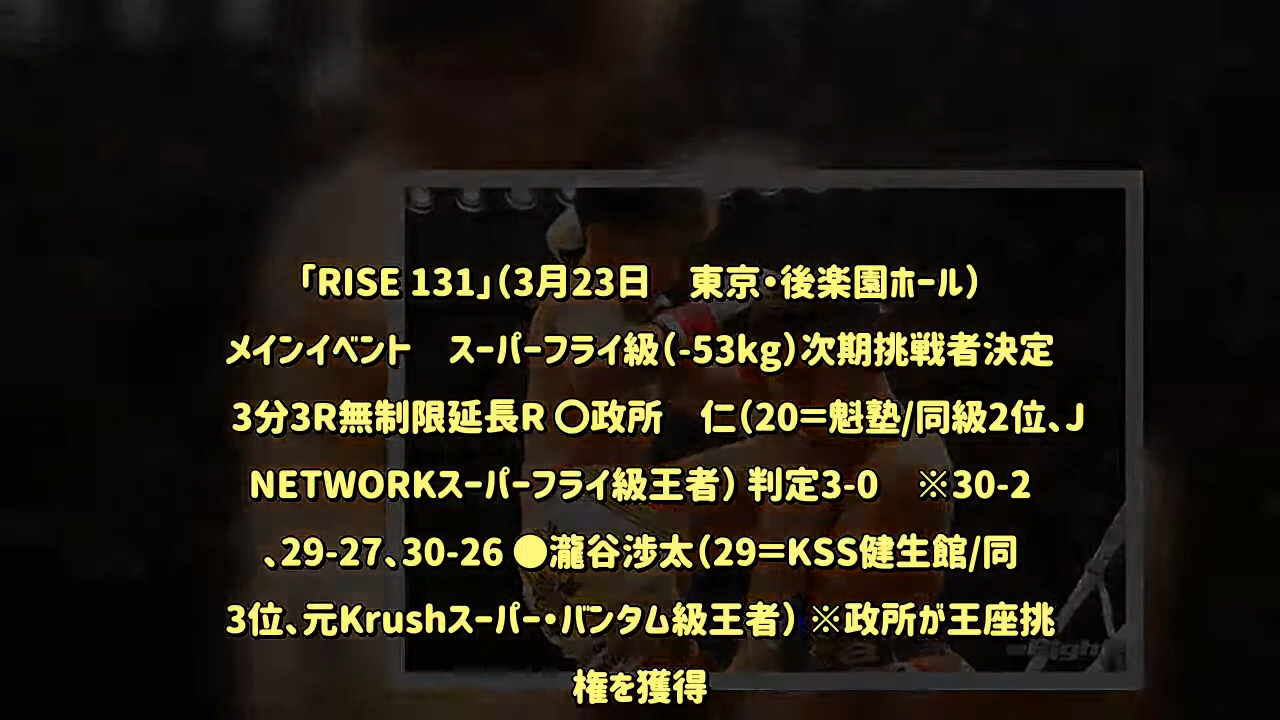 「RISE 131」（3月23日　東京・後楽園ホール）
メインイベント　スーパーフライ級（-53kg）次期挑戦者決定
3分3R無制限延長R 〇政所　仁（20＝魁塾/同級2位、J
NETWORKスーパーフライ級王者） 判定3-0　※30-2
、29-27、30-26 ●瀧谷渉太（29＝KSS健生館/同
3位、元Krushスーパー・バンタム級王者） ※政所が王座挑
権を獲得